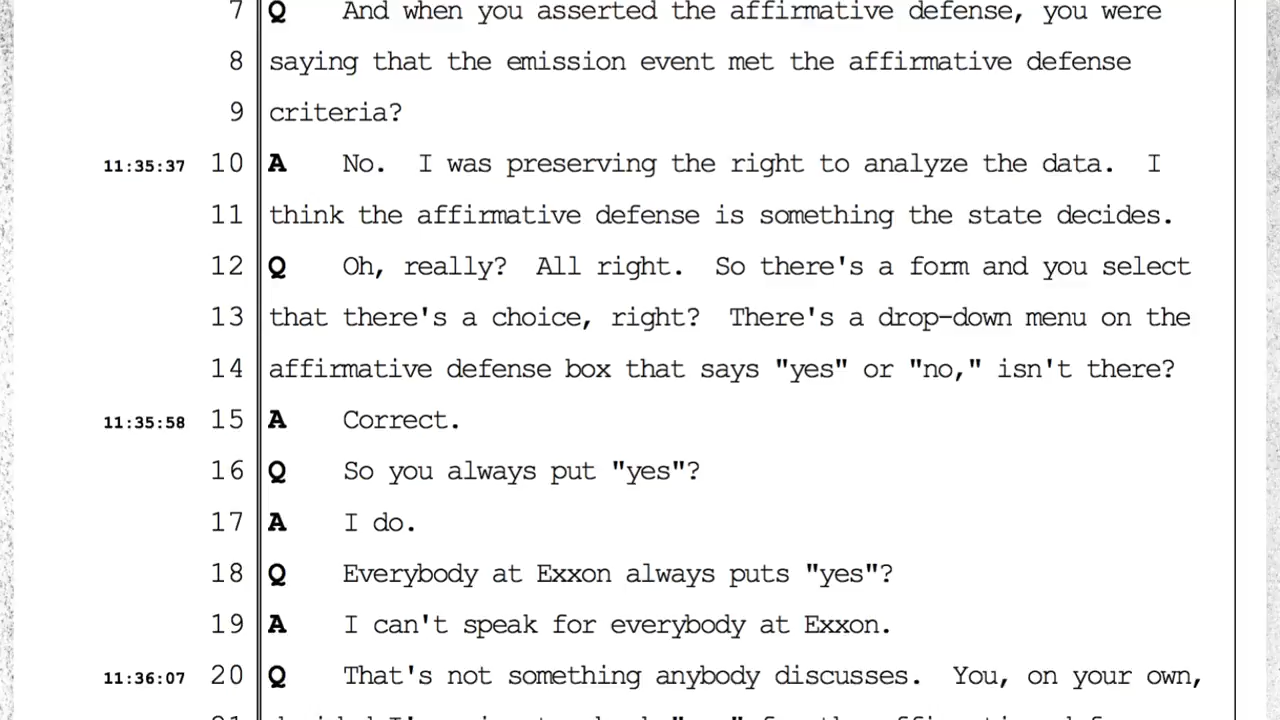 7 Q And when you asserted the affirmative defense, you were
8 saying that the emission event met the affirmative defense
9 criteria?
11:35:37 10 A No. I was preserving the right to analyze the data. I
11 think the affirmative defense is something the state decides.
12 Q Oh, really? All right. So there's a form and you select
13 that there's a choice, right? There's a drop-down menu on the
14 affirmative defense box that says "yes" or "no," isn't there?
11:35:58 15 A Correct.
16 Q So you always put "yes"?
17 A I do.
18 Q Everybody at Exxon always puts "yes"?
19 A I can't speak for everybody at Exxon.
11:36:07 20 Q That's not something anybody discusses. You, on your own,